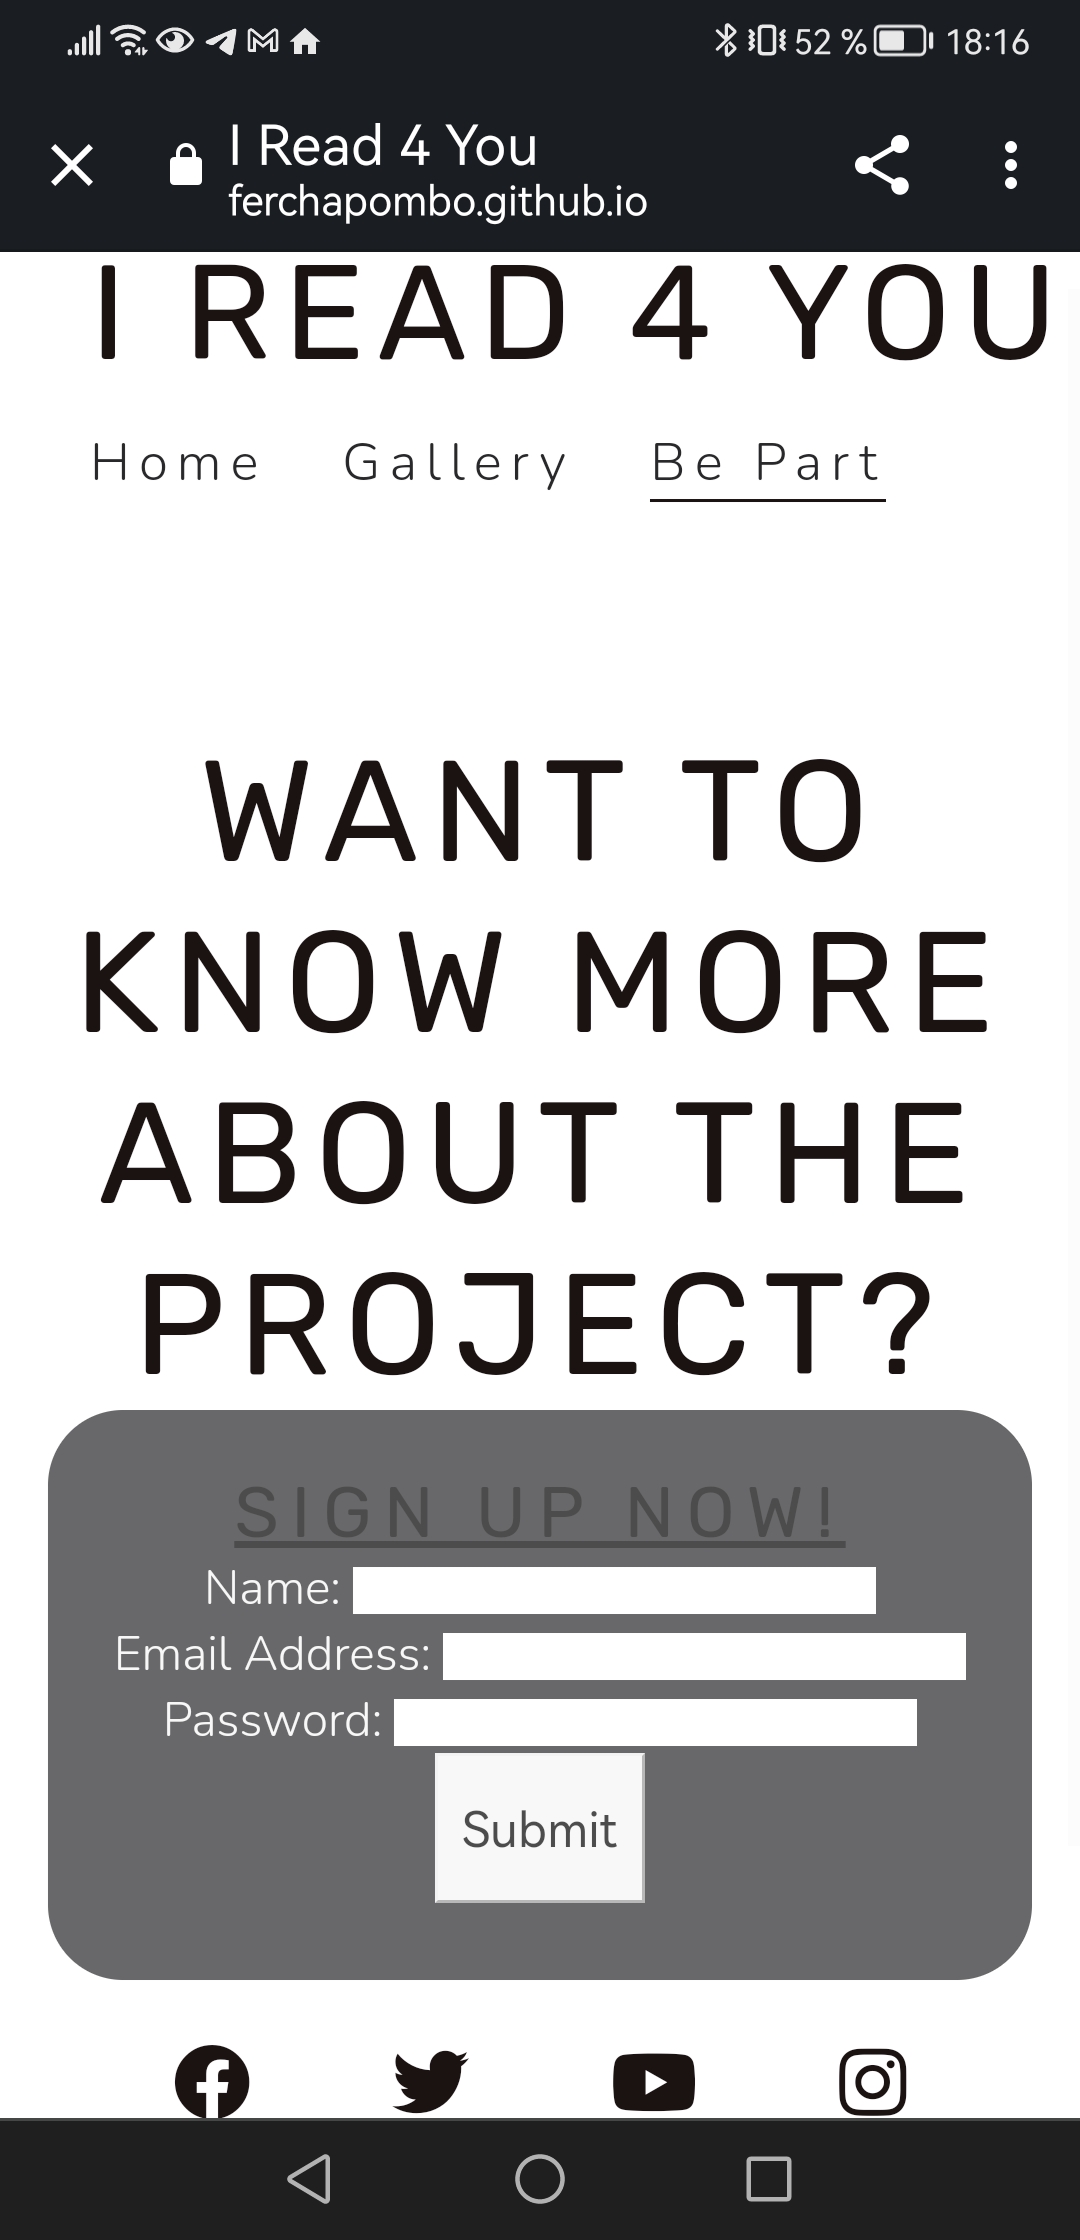 52 % 18:16
I Read 4 You
ferchapombo.github.io
I READ 4 YOU
Home Gallery Be Part
WANT TO
KNOW MORE
ABOUT THE
PROJECT?
SIGN UP NOW!
Name:
Email Address:
Password:
Submit